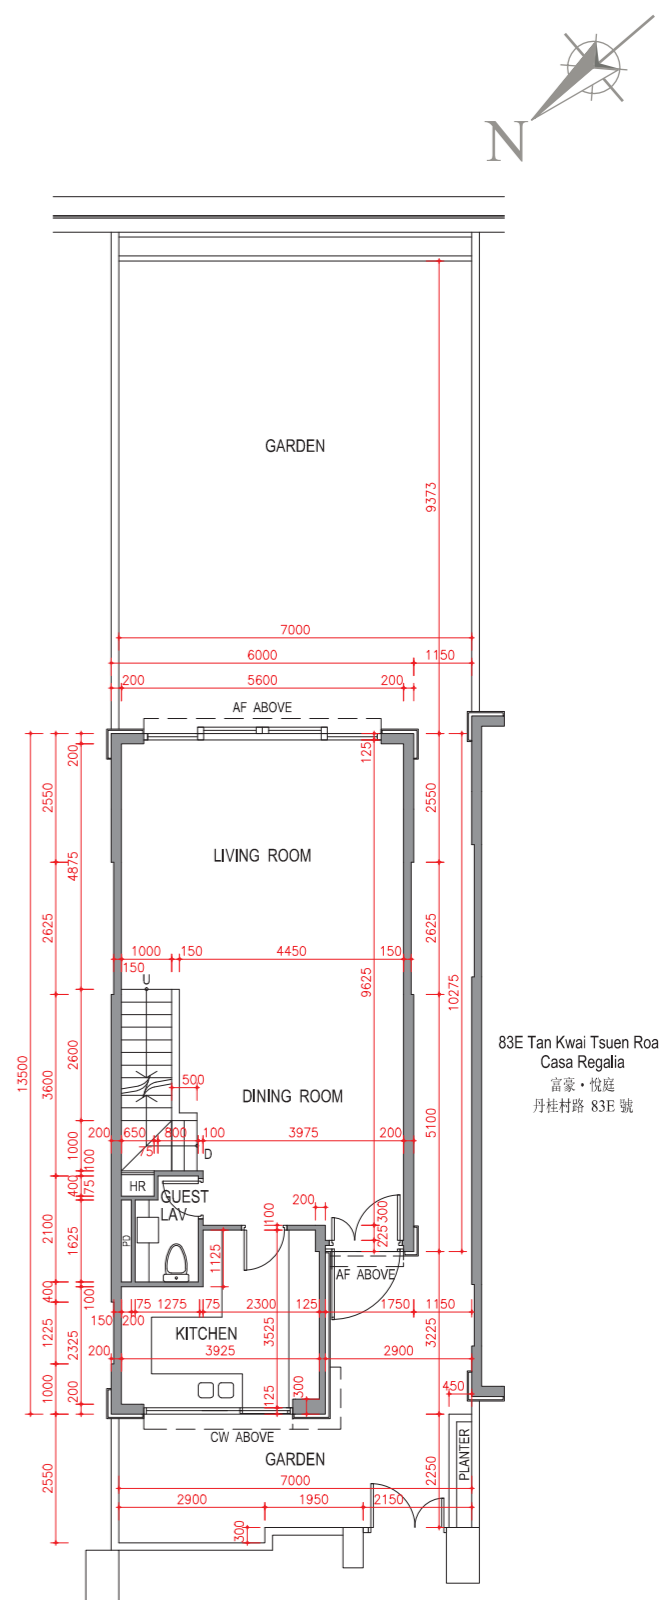 N
GARDEN
9373
7000
6000 1150
200 5600 200
AF ABOVE
125
200
2550
2550
4875
LIVING ROOM
2625
2625
1000 150 4450 150
150
9625
10275
U
13500
3600
2600
83E Tan Kwai Tsuen Roa
Casa Regalia
富豪・悅庭
丹桂村路 83E 號
500
DINING ROOM
5100
200 650 800 100 3975 200
75
D
1000
100
HR
400
75
GUEST
LAV
200
300
100
225
2100
1625
PD
1125
AF ABOVE
400
100
75 1275 75 2300 125 1750 1150
150 200
KITCHEN
3525
3225
1225
2325
200 3925 2900
1000
200
300
125
450
CW ABOVE
GARDEN
PLANTER
2550
2250
7000
2900 1950 2150
300